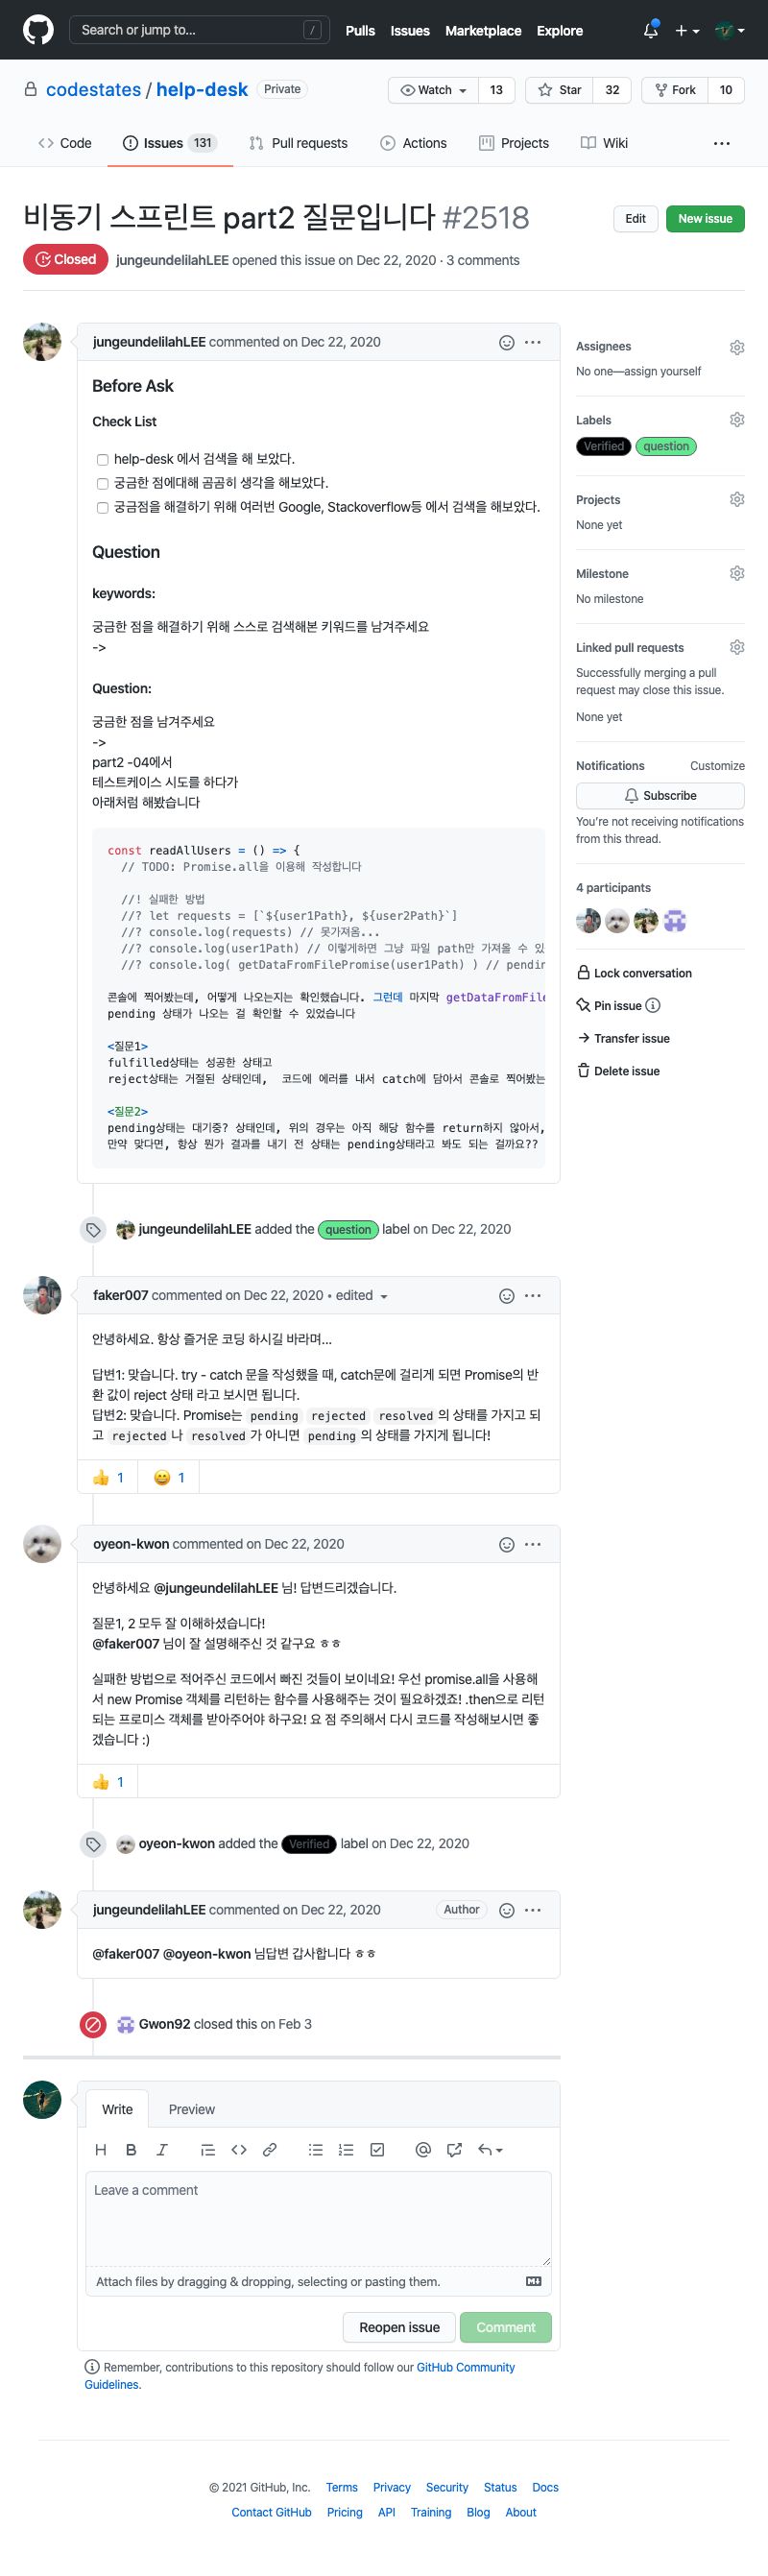 Search or jump to... /
Pulls Issues Marketplace Explore
codestates / help-desk Private
Watch 13 Star 32 Fork 10
Code Issues 131 Pull requests Actions Projects Wiki
비동기 스프린트 part2 질문입니다 #2518
Edit New issue
Closed jungeundelilahLEE opened this issue on Dec 22, 2020 · 3 comments
jungeundelilahLEE commented on Dec 22, 2020
Before Ask
Check List
help-desk 에서 검색을 해 보았다.
궁금한 점에대해 곰곰히 생각을 해보았다.
궁금점을 해결하기 위해 여러번 Google, Stackoverflow등 에서 검색을 해보았다.
Question
keywords:
궁금한 점을 해결하기 위해 스스로 검색해본 키워드를 남겨주세요
->
Question:
궁금한 점을 남겨주세요
->
part2 -04에서
테스트케이스 시도를 하다가
아래처럼 해봤습니다
const readAllUsers = () => {
// TODO: Promise.all을 이용해 작성합니다
//! 실패한 방법
//? let requests = [`${user1Path}, ${user2Path}`]
//? console.log(requests) // 못가져옴...
//? console.log(user1Path) // 이렇게하면 그냥 파일 path만 가져올 수 있
//? console.log( getDataFromFilePromise(user1Path) ) // pendin
콘솔에 찍어봤는데, 어떻게 나오는지는 확인했습니다. 그런데 마지막 getDataFromFile
pending 상태가 나오는 걸 확인할 수 있었습니다
<질문1>
fulfilled상태는 성공한 상태고
reject상태는 거절된 상태인데, 코드에 에러를 내서 catch에 담아서 콘솔로 찍어봤는
<질문2>
pending상태는 대기중? 상태인데, 위의 경우는 아직 해당 함수를 return하지 않아서,
만약 맞다면, 항상 뭔가 결과를 내기 전 상태는 pending상태라고 봐도 되는 걸까요??
jungeundelilahLEE added the question label on Dec 22, 2020
faker007 commented on Dec 22, 2020 • edited
안녕하세요. 항상 즐거운 코딩 하시길 바라며...
답변1: 맞습니다. try - catch 문을 작성했을 때, catch문에 걸리게 되면 Promise의 반
환 값이 reject 상태 라고 보시면 됩니다.
답변2: 맞습니다. Promise는 pending rejected resolved 의 상태를 가지고 되
고 rejected 나 resolved 가 아니면 pending 의 상태를 가지게 됩니다!
👍 1 😄 1
oyeon-kwon commented on Dec 22, 2020
안녕하세요 @jungeundelilahLEE 님! 답변드리겠습니다.
질문1, 2 모두 잘 이해하셨습니다!
@faker007 님이 잘 설명해주신 것 같구요 ㅎㅎ
실패한 방법으로 적어주신 코드에서 빠진 것들이 보이네요! 우선 promise.all을 사용해
서 new Promise 객체를 리턴하는 함수를 사용해주는 것이 필요하겠죠! .then으로 리턴
되는 프로미스 객체를 받아주어야 하구요! 요 점 주의해서 다시 코드를 작성해보시면 좋
겠습니다 :)
👍 1
oyeon-kwon added the Verified label on Dec 22, 2020
jungeundelilahLEE commented on Dec 22, 2020 Author
@faker007 @oyeon-kwon 님답변 갑사합니다 ㅎㅎ
Gwon92 closed this on Feb 3
Write Preview
Leave a comment
Attach files by dragging & dropping, selecting or pasting them.
Reopen issue Comment
Remember, contributions to this repository should follow our GitHub Community
Guidelines.
Assignees
No one—assign yourself
Labels
Verified question
Projects
None yet
Milestone
No milestone
Linked pull requests
Successfully merging a pull
request may close this issue.
None yet
Notifications Customize
Subscribe
You're not receiving notifications
from this thread.
4 participants
Lock conversation
Pin issue
Transfer issue
Delete issue
© 2021 GitHub, Inc. Terms Privacy Security Status Docs
Contact GitHub Pricing API Training Blog About